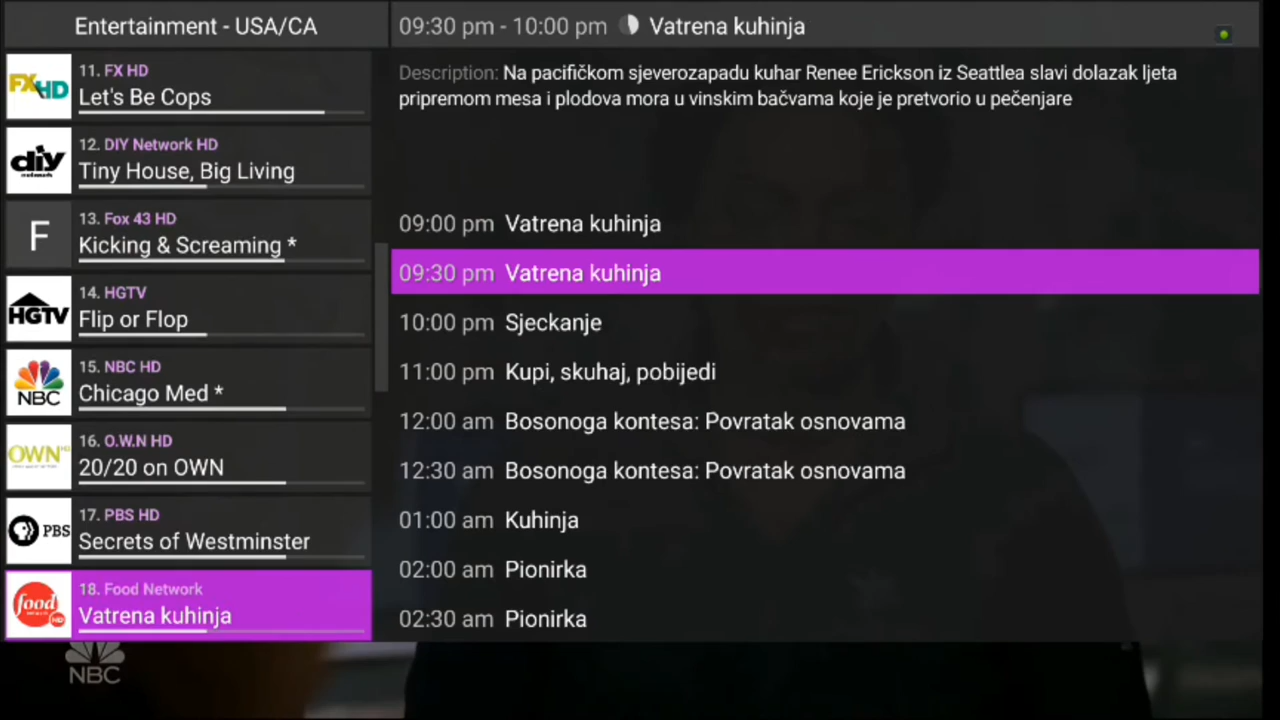 Entertainment - USA/CA
FX HD
11. FX HD
Let's Be Cops
diy
12. DIY Network HD
Tiny House, Big Living
F
13. Fox 43 HD
Kicking & Screaming *
HGTV
14. HGTV
Flip or Flop
NBC
15. NBC HD
Chicago Med *
OWN
16. O.W.N HD
20/20 on OWN
PBS
17. PBS HD
Secrets of Westminster
food
HD
18. Food Network
Vatrena kuhinja
09:30 pm - 10:00 pm Vatrena kuhinja
Description: Na pacifičkom sjeverozapadu kuhar Renee Erickson iz Seattlea slavi dolazak ljeta
pripremom mesa i plodova mora u vinskim bačvama koje je pretvorio u pečenjare
09:00 pm Vatrena kuhinja
09:30 pm Vatrena kuhinja
10:00 pm Sjeckanje
11:00 pm Kupi, skuhaj, pobijedi
12:00 am Bosonoga kontesa: Povratak osnovama
12:30 am Bosonoga kontesa: Povratak osnovama
01:00 am Kuhinja
02:00 am Pionirka
02:30 am Pionirka
NBC